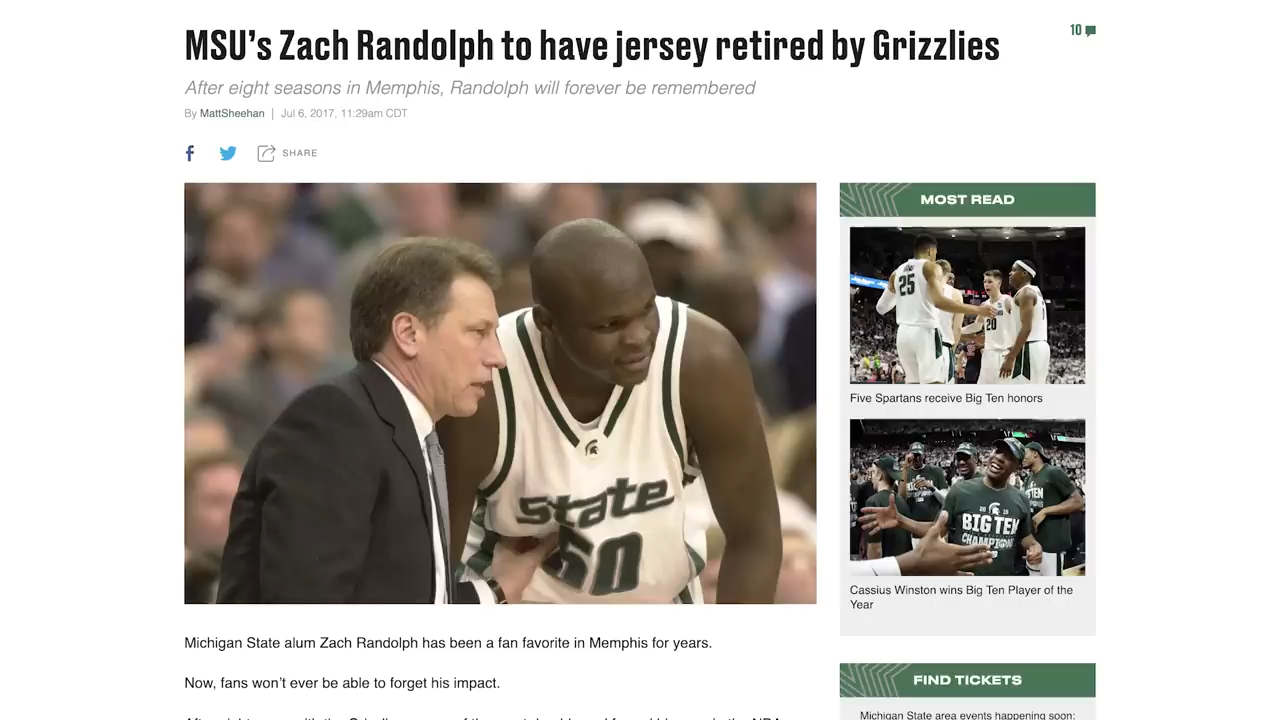 MSU's Zach Randolph to have jersey retired by Grizzlies
10
After eight seasons in Memphis, Randolph will forever be remembered
By MattSheehan | Jul 6, 2017, 11:29am CDT
SHARE
State
50
Michigan State alum Zach Randolph has been a fan favorite in Memphis for years.
Now, fans won't ever be able to forget his impact.
MOST READ
25
20
Five Spartans receive Big Ten honors
BIG TEN
CHAMPIONS
Cassius Winston wins Big Ten Player of the
Year
FIND TICKETS
Michigan State area events happening soon: